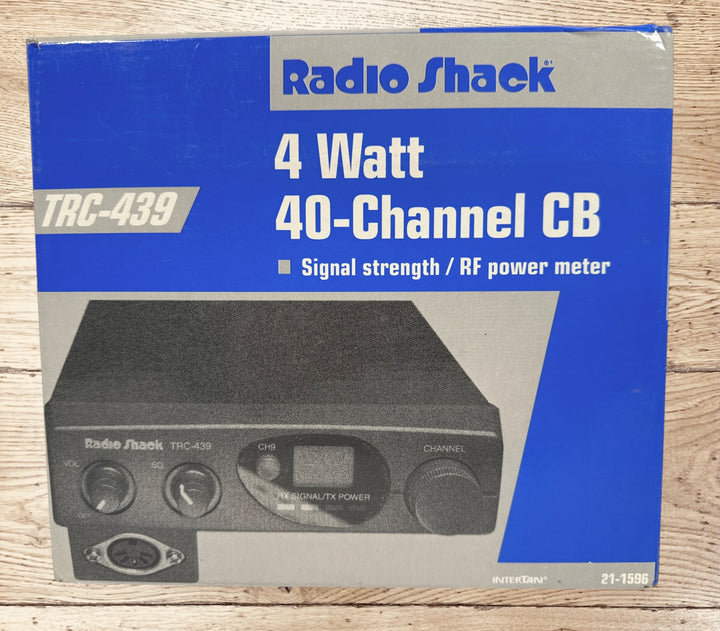 Radio Shack®
4 Watt
TRC-439
40-Channel CB
Signal strength / RF power meter
Radio Shack TRC-439
CH9
CHANNEL
VOL
SQ
RX SIGNAL/TX POWER
INTERTAN®
21-1596